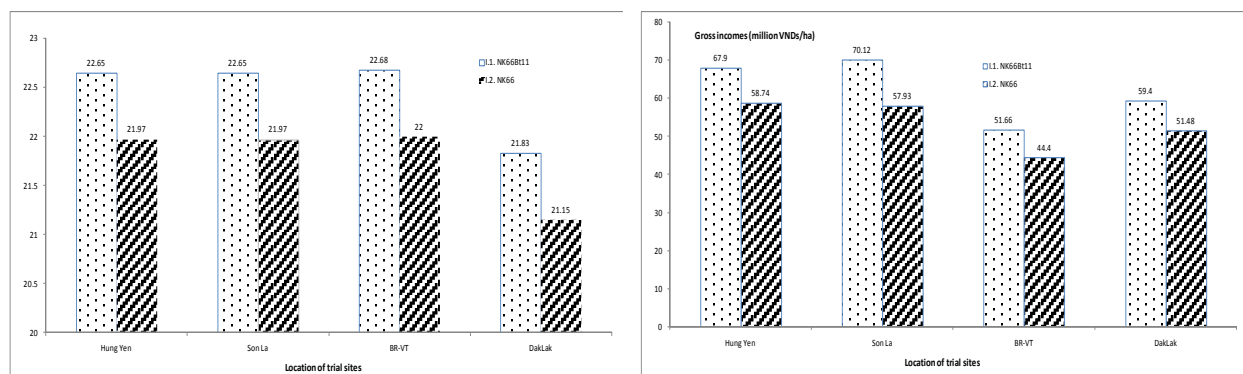 23
22.5
22
21.5
21
20.5
20
22.65
21.97
22.65
21.97
22.68
22
21.83
21.15
I.1. NK66Bt11
I.2. NK66
Hung Yen
Son La
BR-VT
DakLak
Location of trial sites
Gross incomes (million VNDs/ha)
80
70
60
50
40
30
20
10
0
67.9
58.74
70.12
57.93
51.66
44.4
59.4
51.48
I.1. NK66Bt11
I.2. NK66
Hung Yen
Son La
BR-VT
DakLak
Location of trial sites